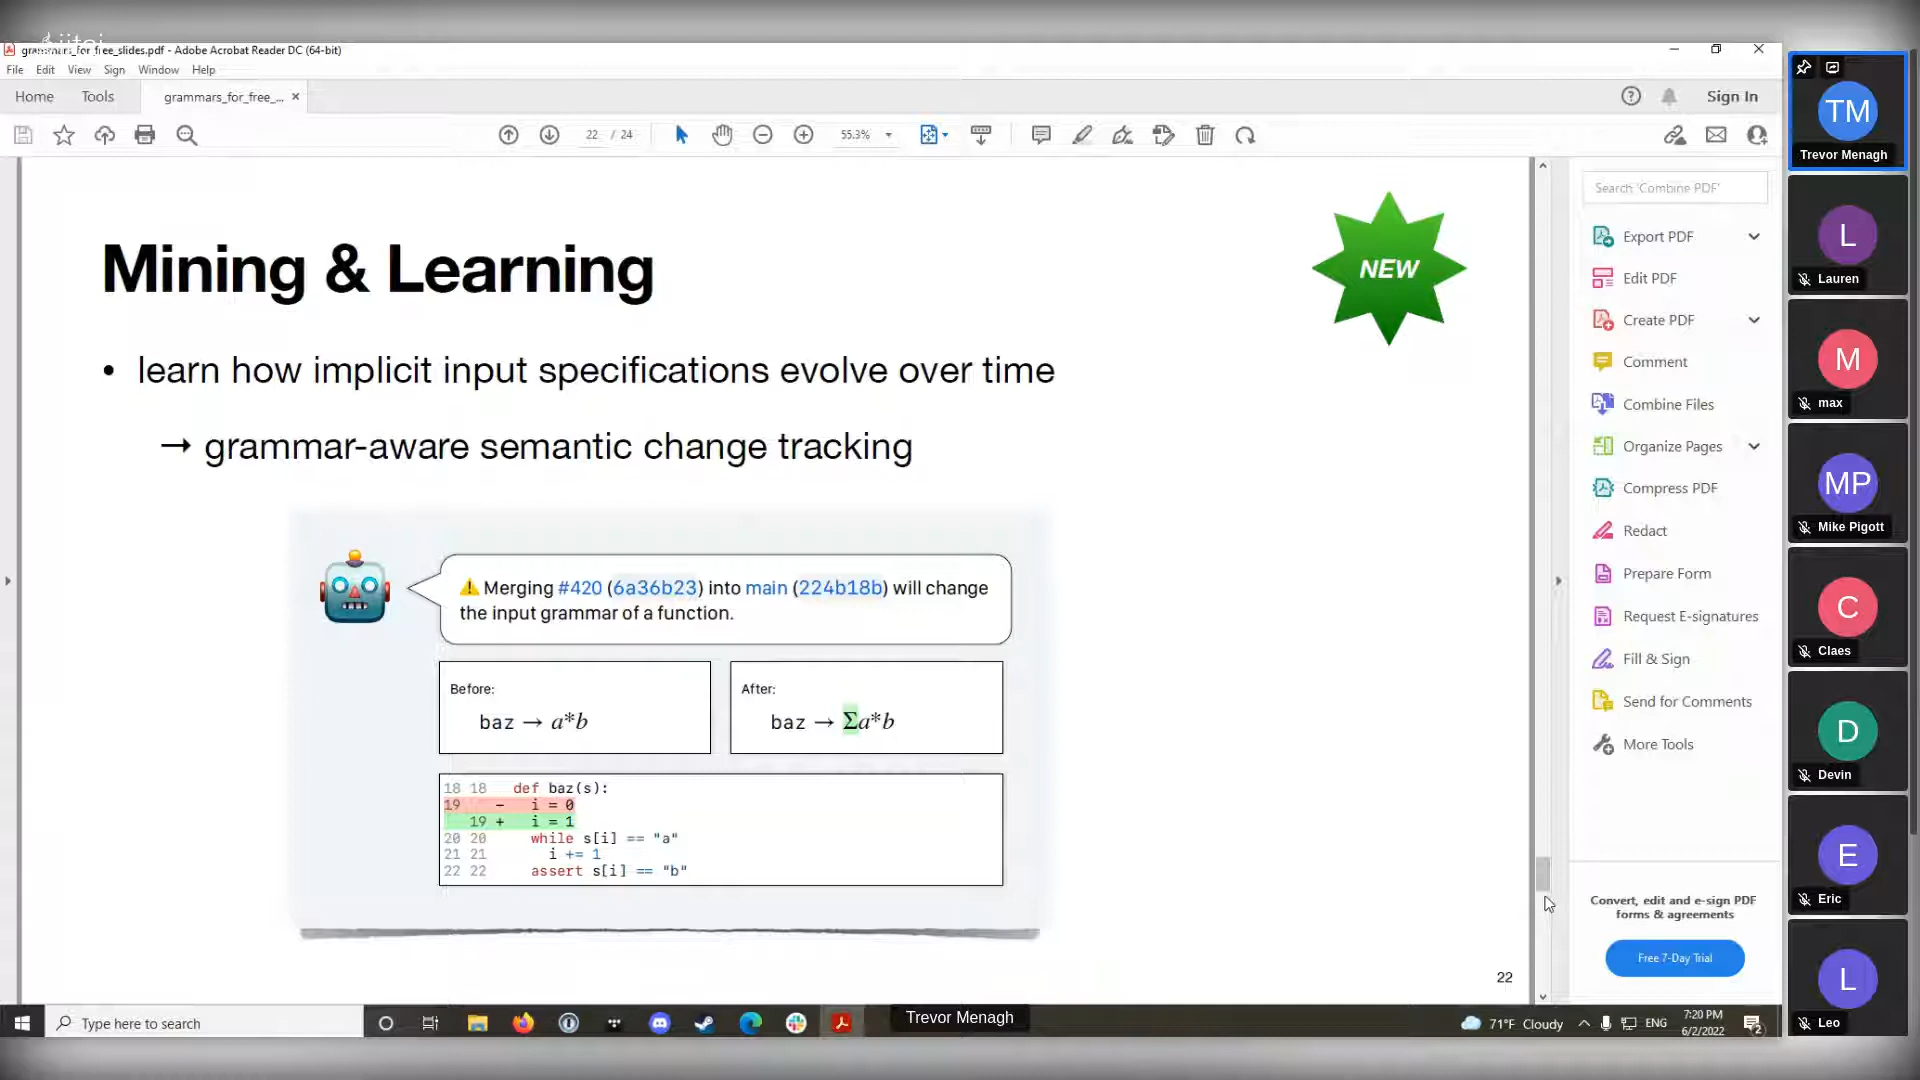 grammars_for_free_slides.pdf - Adobe Acrobat Reader DC (64-bit)
File Edit View Sign Window Help
Home Tools grammars_for_free_... × Sign In
22 / 24 55.3%
Mining & Learning
NEW
• learn how implicit input specifications evolve over time
→ grammar-aware semantic change tracking
Merging #420 (6a36b23) into main (224b18b) will change
the input grammar of a function.
Before:
baz → a*b
After:
baz → Σa*b
18 18 def baz(s):
19 - i = 0
19 + i = 1
20 20 while s[i] == "a"
21 21 i += 1
22 22 assert s[i] == "b"
22
Search 'Combine PDF'
Export PDF
Edit PDF
Create PDF
Comment
Combine Files
Organize Pages
Compress PDF
Redact
Prepare Form
Request E-signatures
Fill & Sign
Send for Comments
More Tools
Convert, edit and e-sign PDF
forms & agreements
Free 7-Day Trial
TM
Trevor Menagh
L
Lauren
M
max
MP
Mike Pigott
C
Claes
D
Devin
E
Eric
L
Leo
Type here to search
Trevor Menagh
71°F Cloudy
ENG
7:20 PM
6/2/2022
2